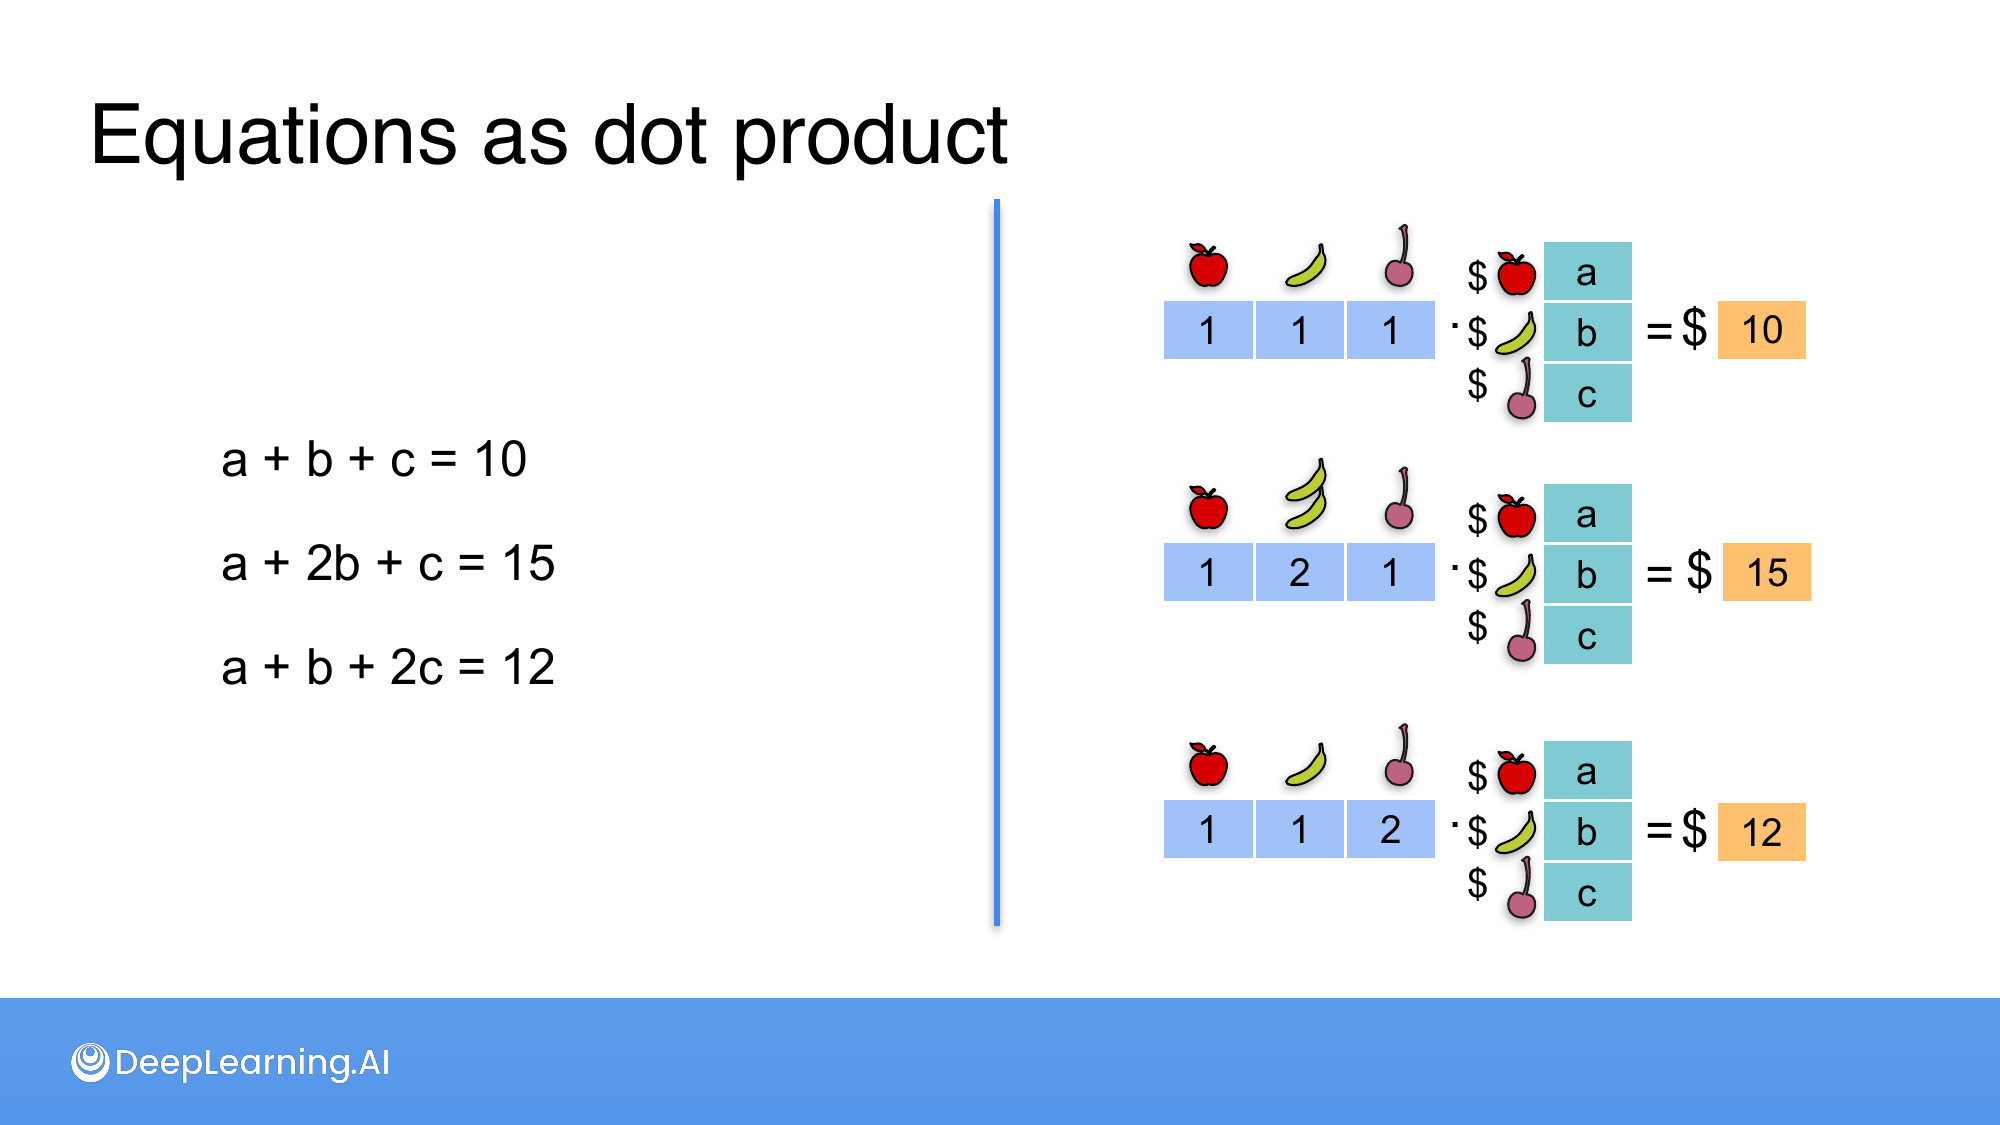 Equations as dot product
a + b + c = 10
a + 2b + c = 15
a + b + 2c = 12
$ a
1 1 1 · $ b = $ 10
$ c
$ a
1 2 1 · $ b = $ 15
$ c
$ a
1 1 2 · $ b = $ 12
$ c
DeepLearning.AI